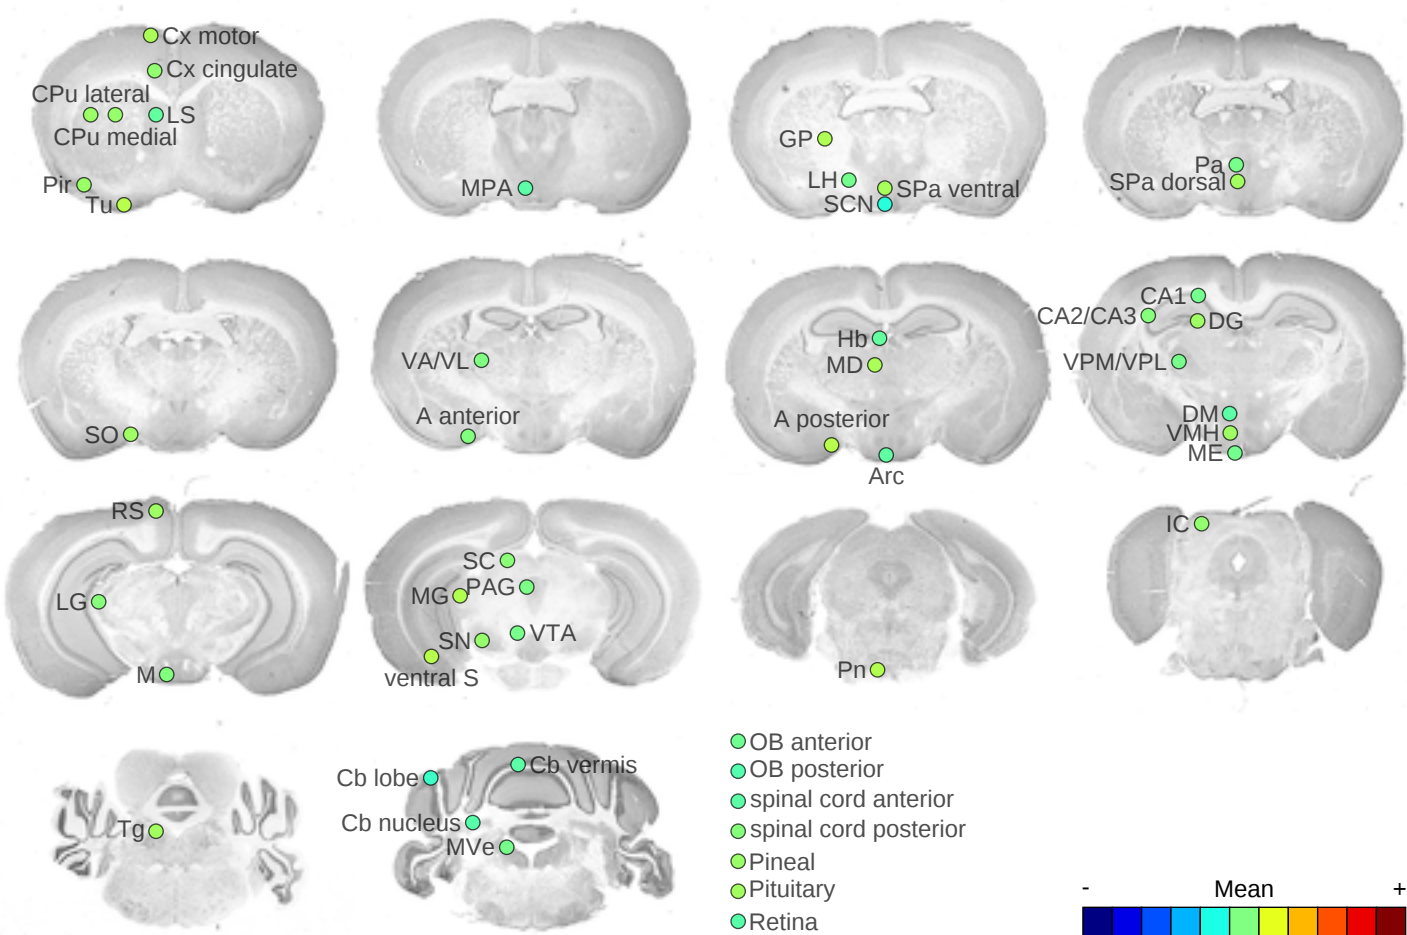 Cx motor
Cx cingulate
CPu lateral
LS
CPu medial
Pir
Tu
MPA
GP
LH
SPa ventral
SCN
Pa
SPa dorsal
SO
VA/VL
A anterior
Hb
MD
A posterior
Arc
CA1
CA2/CA3
DG
VPM/VPL
DM
VMH
ME
RS
LG
M
SC
PAG
MG
SN
VTA
ventral S
Pn
IC
Tg
Cb lobe
Cb vermis
Cb nucleus
MVe
OB anterior
OB posterior
spinal cord anterior
spinal cord posterior
Pineal
Pituitary
Retina
- Mean +